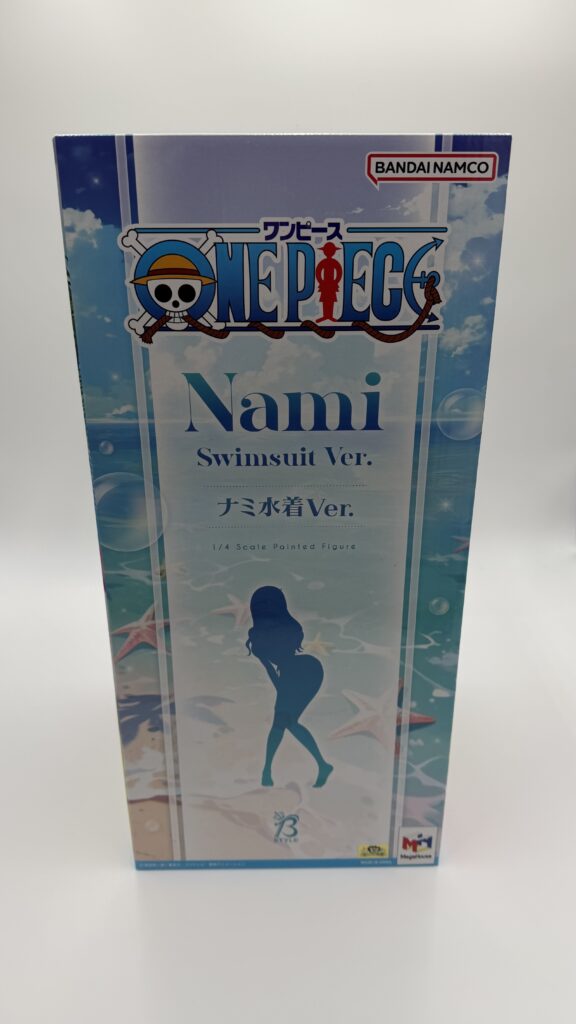 BANDAI NAMCO
ワンピース
ONE PIECE
Nami
Swimsuit Ver.
ナミ水着Ver.
1/4 Scale Painted Figure
B
STYLE
MegaHouse